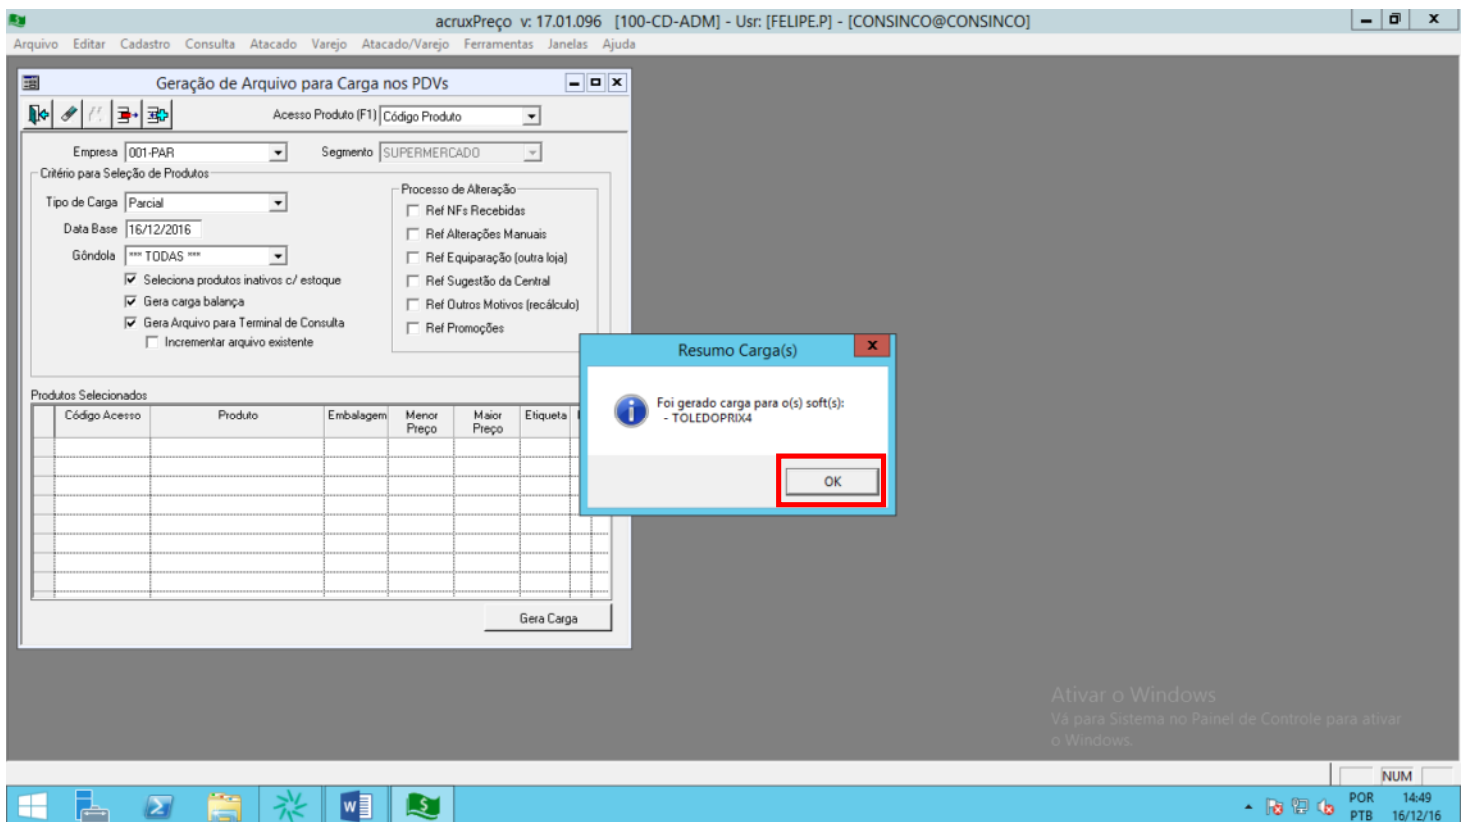 acruxPreço v: 17.01.096 [100-CD-ADM] - Usr: [FELIPE.P] - [CONSINCO@CONSINCO]
Arquivo Editar Cadastro Consulta Atacado Varejo Atacado/Varejo Ferramentas Janelas Ajuda
Geração de Arquivo para Carga nos PDVs
Acesso Produto (F1) Código Produto
Empresa 001-PAR Segmento SUPERMERCADO
Critério para Seleção de Produtos
Tipo de Carga Parcial
Data Base 16/12/2016
Gôndola *** TODAS ***
Seleciona produtos inativos c/ estoque
Gera carga balança
Gera Arquivo para Terminal de Consulta
Incrementar arquivo existente
Processo de Alteração
Ref NFs Recebidas
Ref Alterações Manuais
Ref Equiparação (outra loja)
Ref Sugestão da Central
Ref Outros Motivos (recálculo)
Ref Promoções
Produtos Selecionados
Código Acesso Produto Embalagem Menor Preço Maior Preço Etiqueta
Gera Carga
Resumo Carga(s)
Foi gerado carga para o(s) soft(s):
- TOLEDOPRIX4
OK
Ativar o Windows
Vá para Sistema no Painel de Controle para ativar
o Windows.
NUM
POR 14:49
PTB 16/12/16